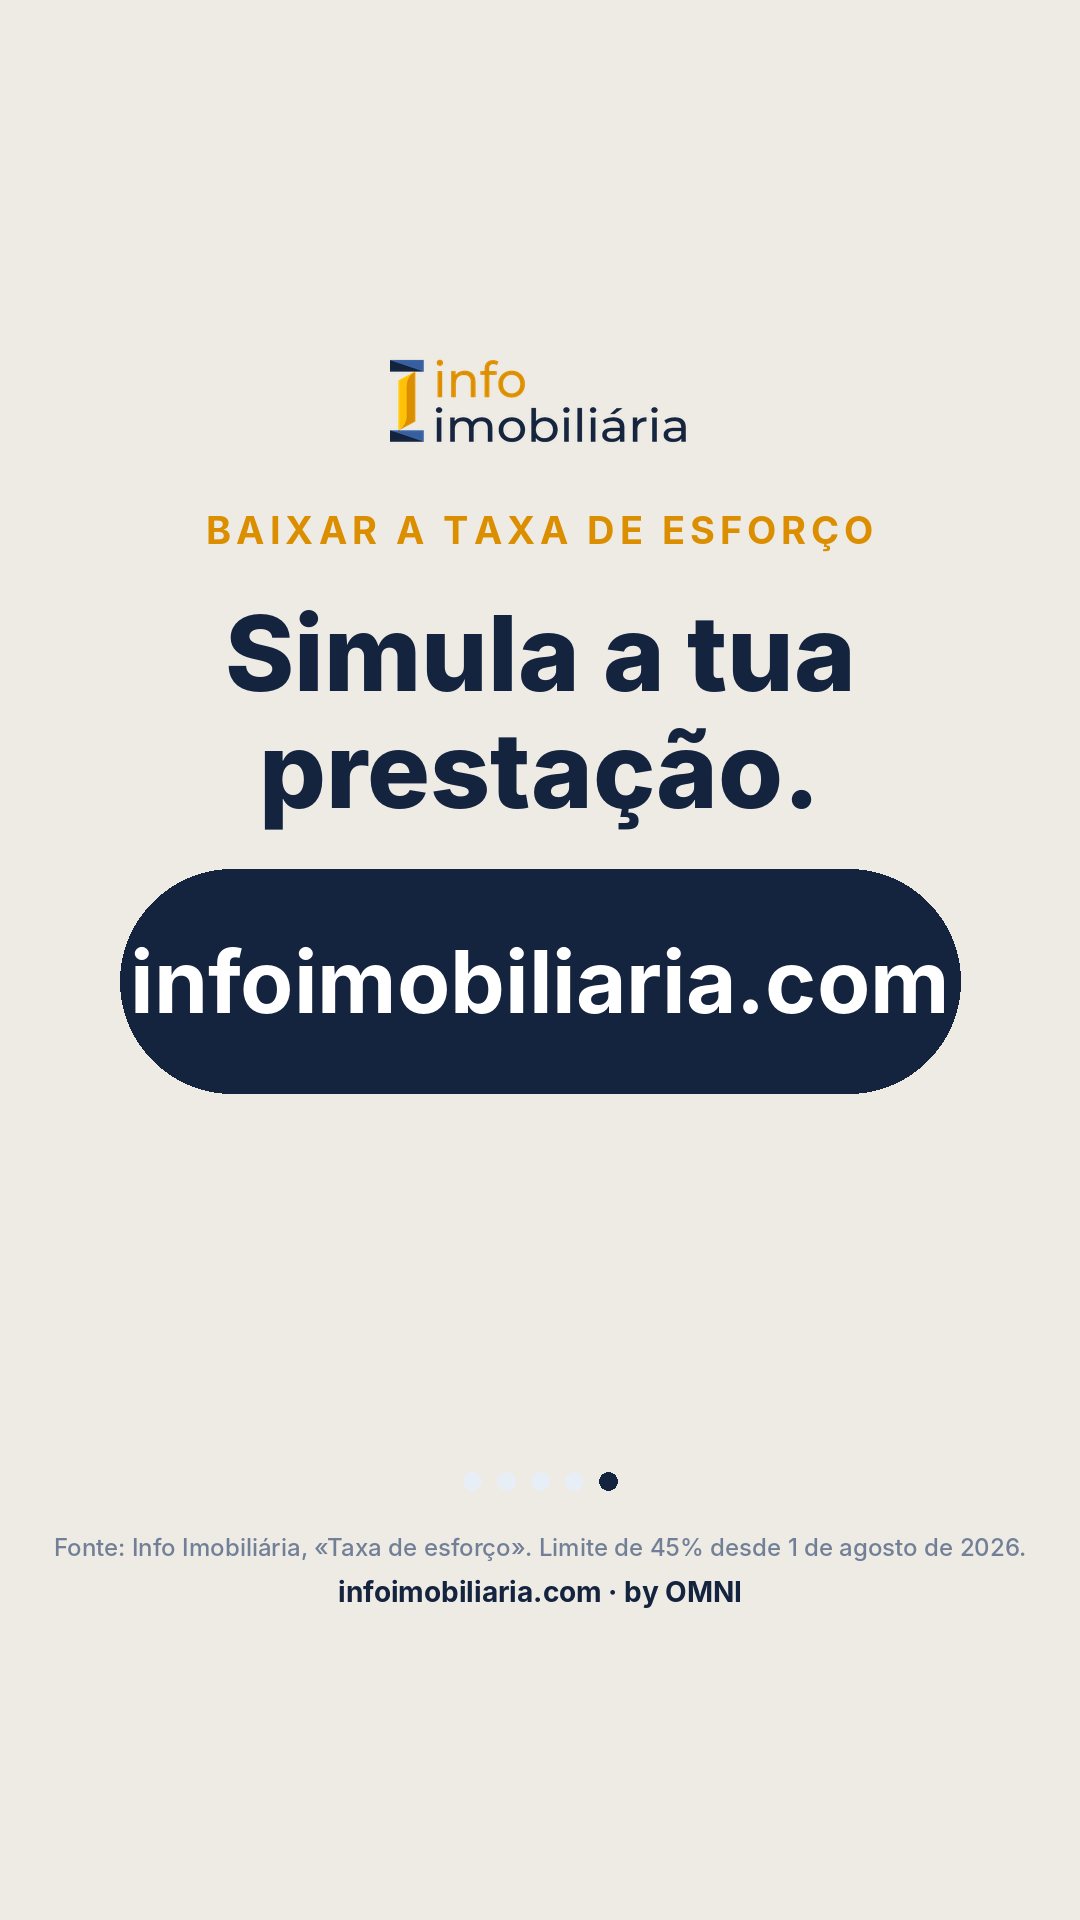 info
imobiliária
BAIXAR A TAXA DE ESFORÇO
Simula a tua
prestação.
infoimobiliaria.com
Fonte: Info Imobiliária, «Taxa de esforço». Limite de 45% desde 1 de agosto de 2026.
infoimobiliaria.com · by OMNI